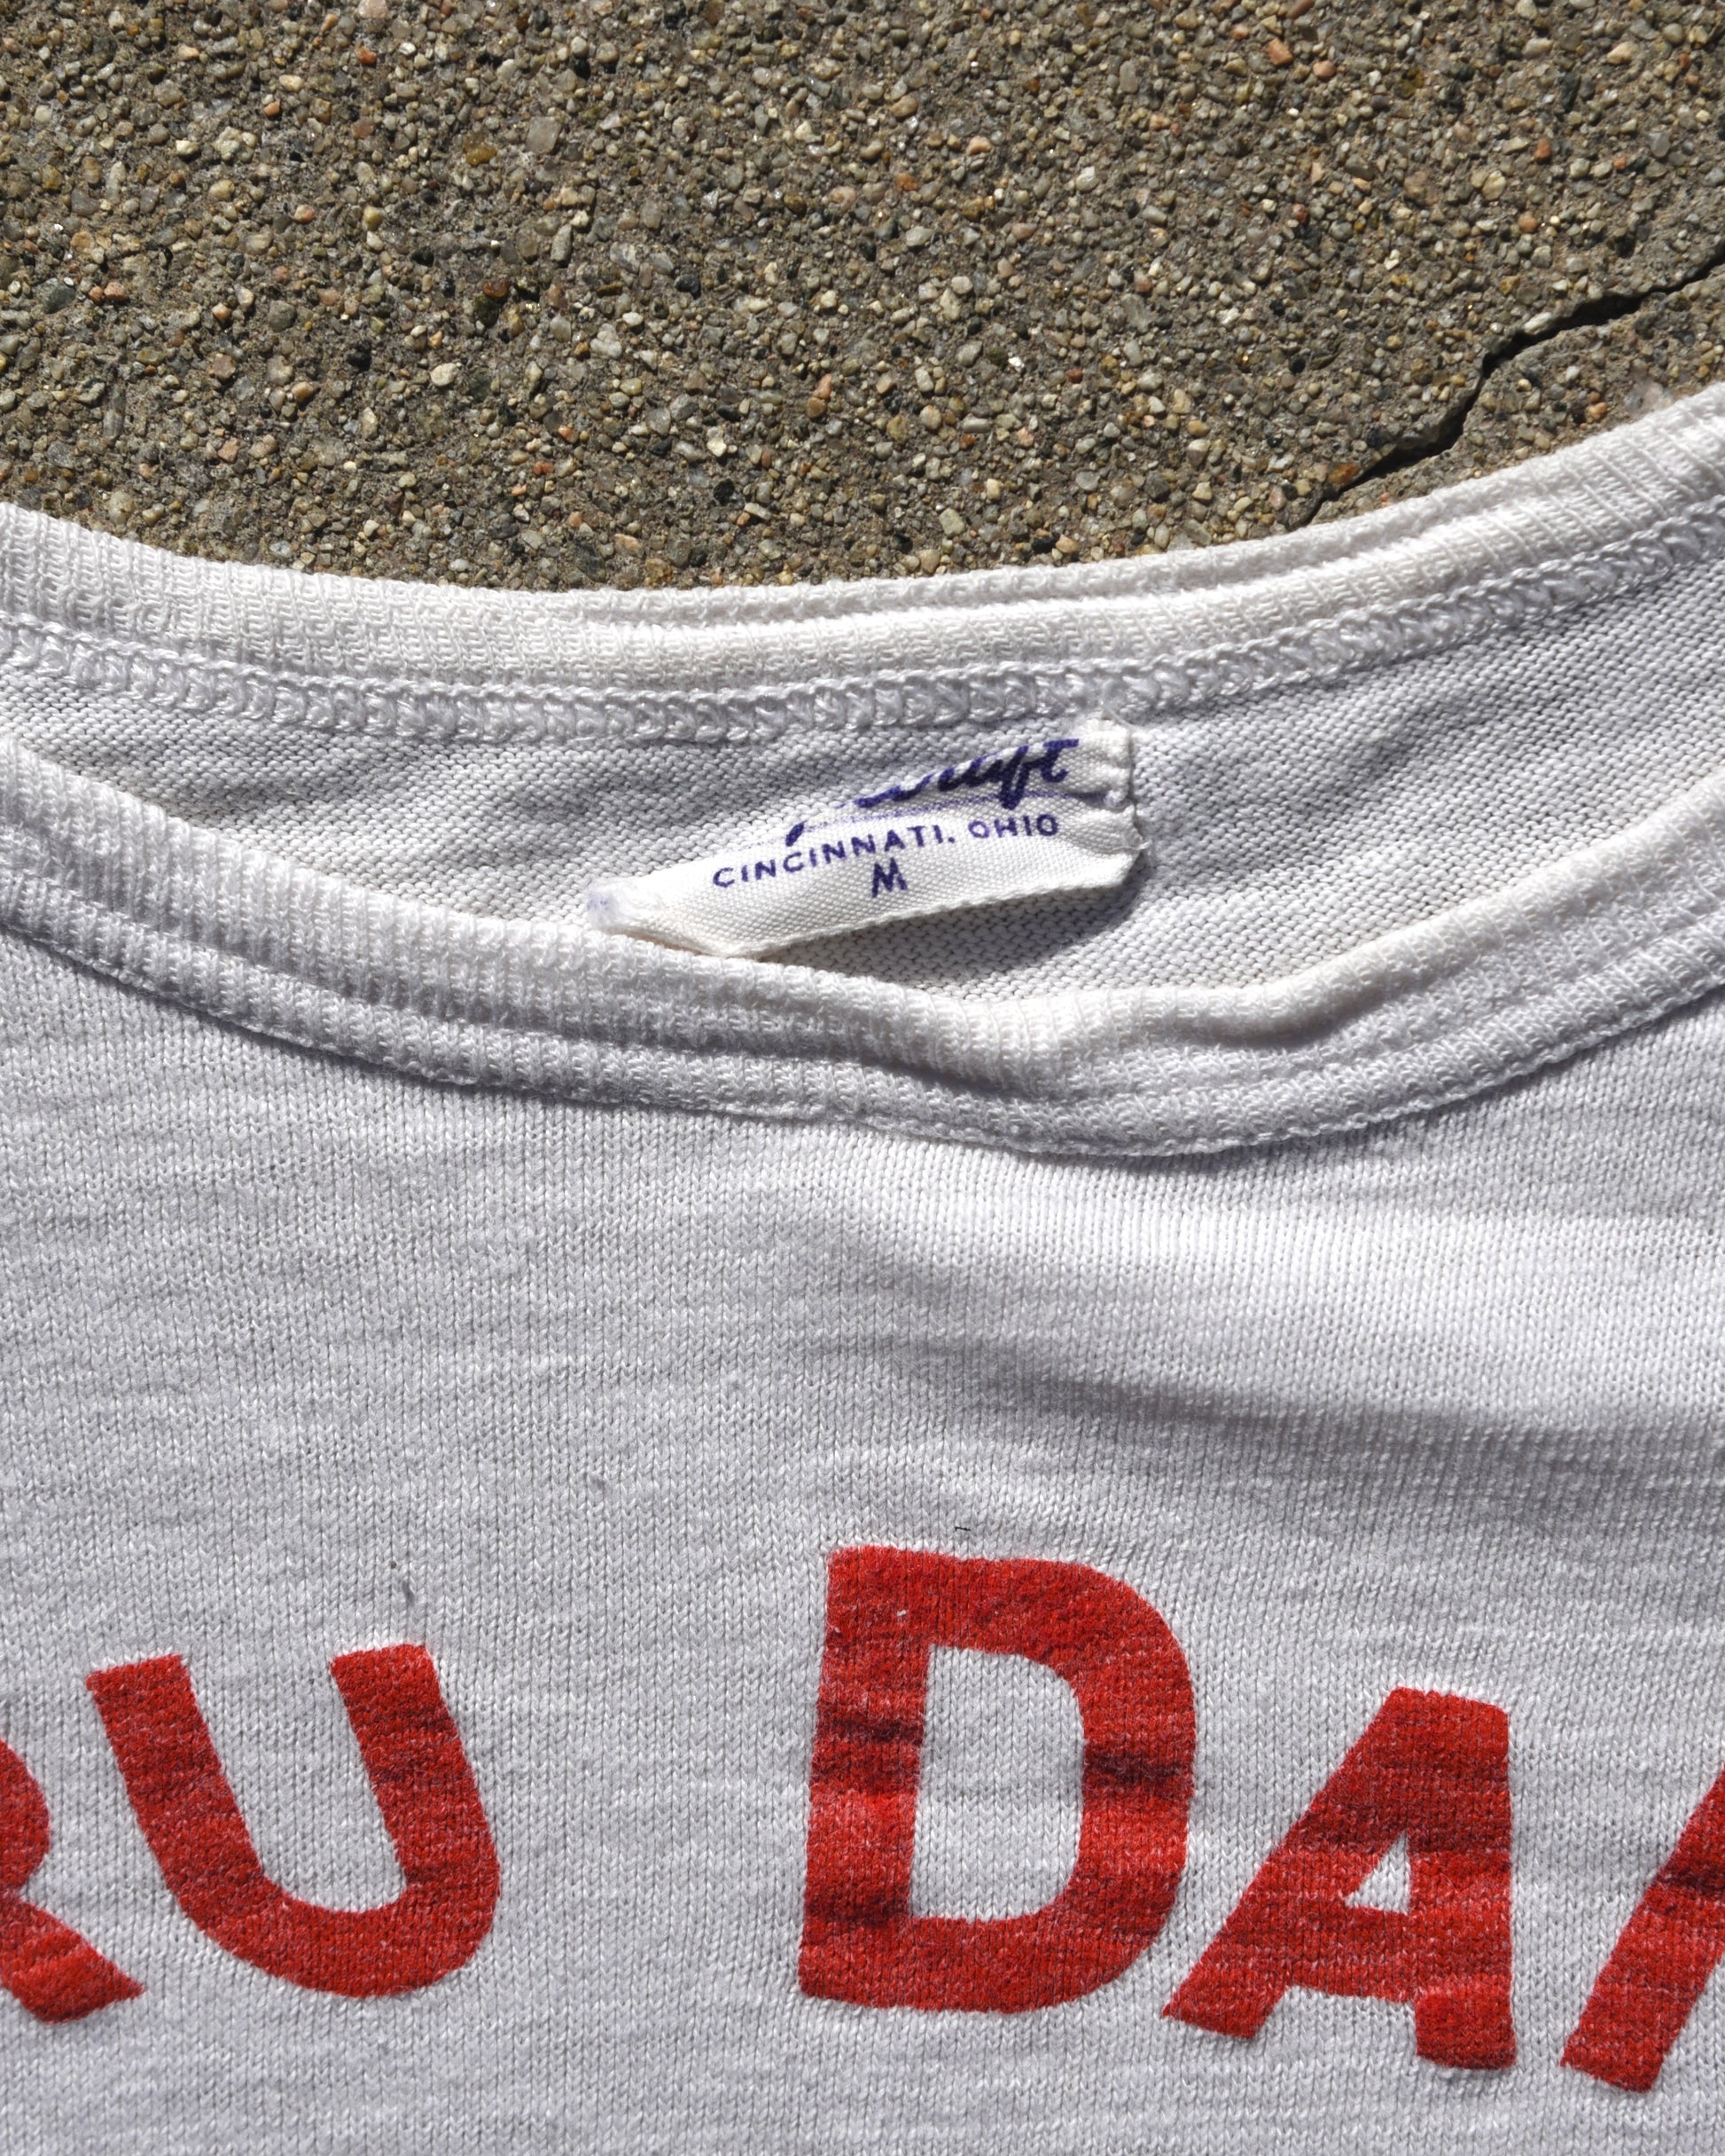 CINCINNATI, OHIO
M
RU DA